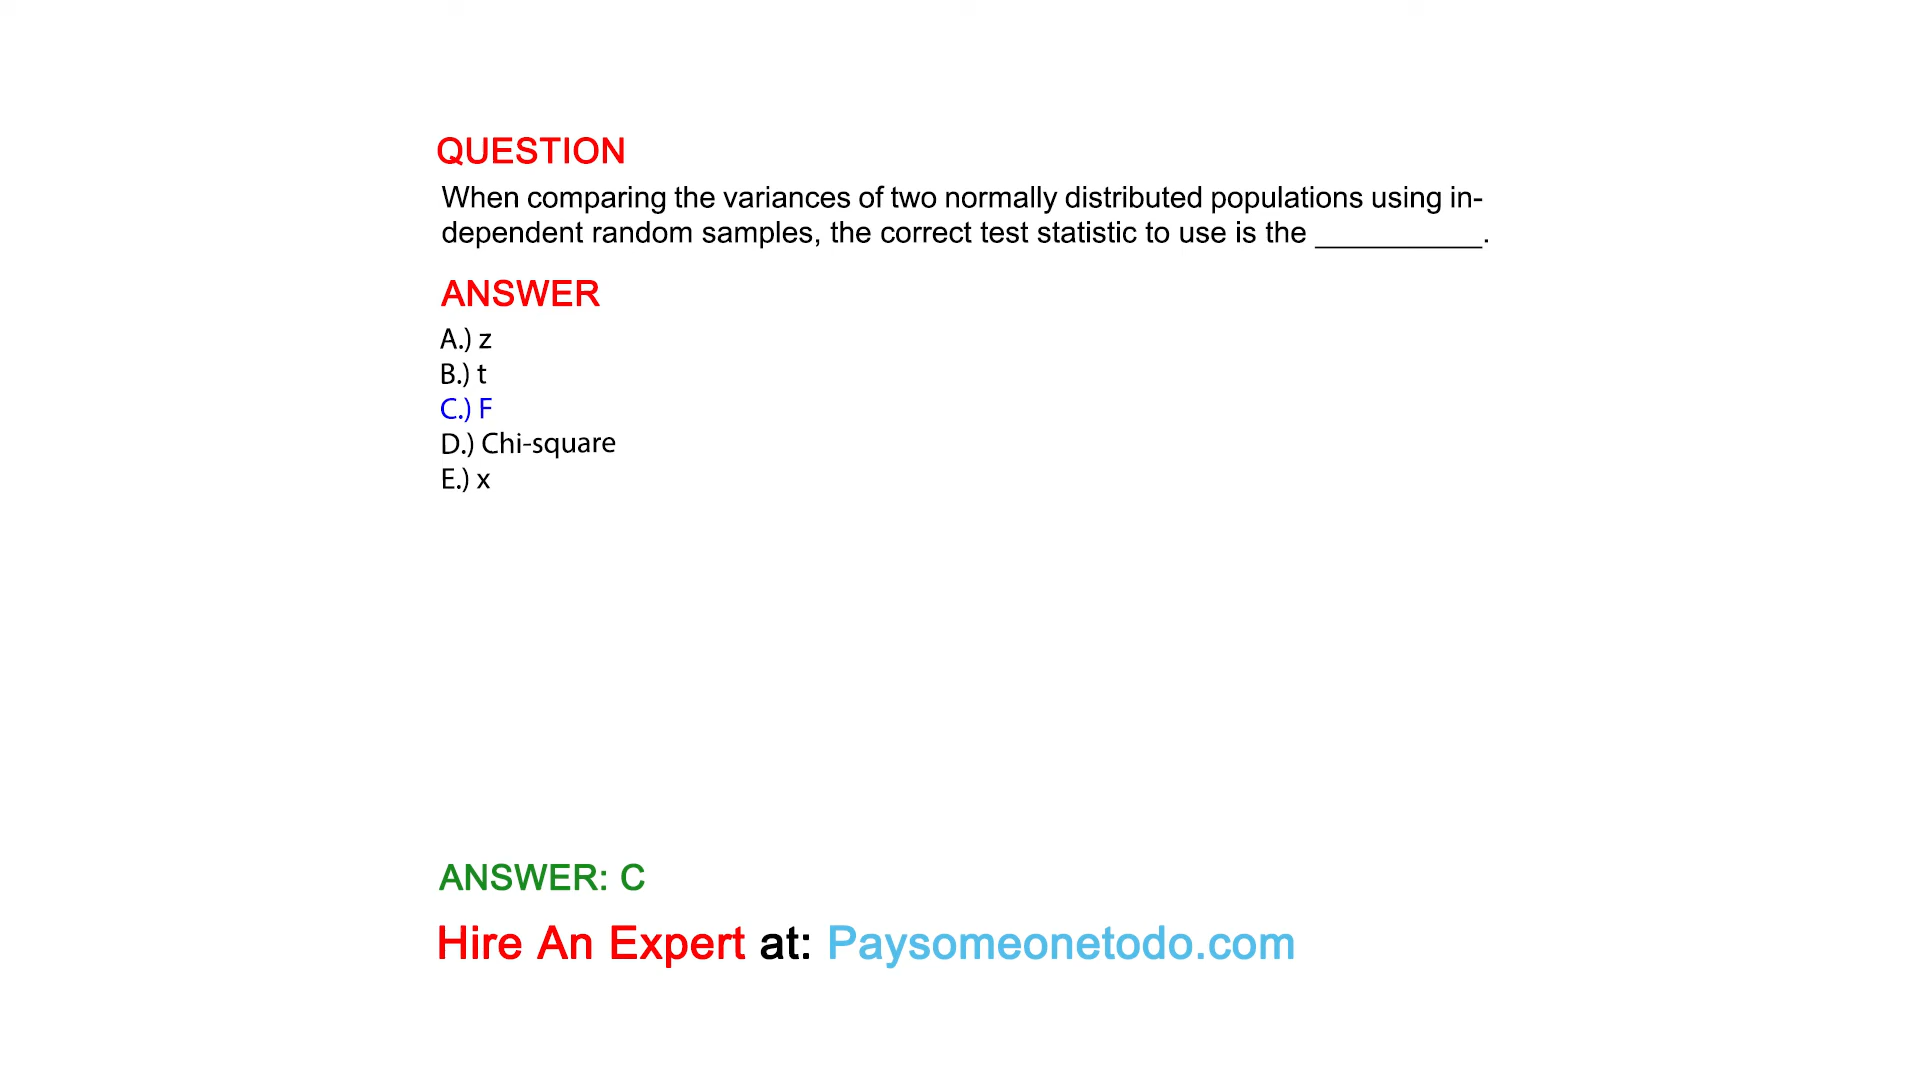 QUESTION
When comparing the variances of two normally distributed populations using in-
dependent random samples, the correct test statistic to use is the __________.
ANSWER
A.) z
B.) t
C.) F
D.) Chi-square
E.) x
ANSWER: C
Hire An Expert at: Paysomeonetodo.com